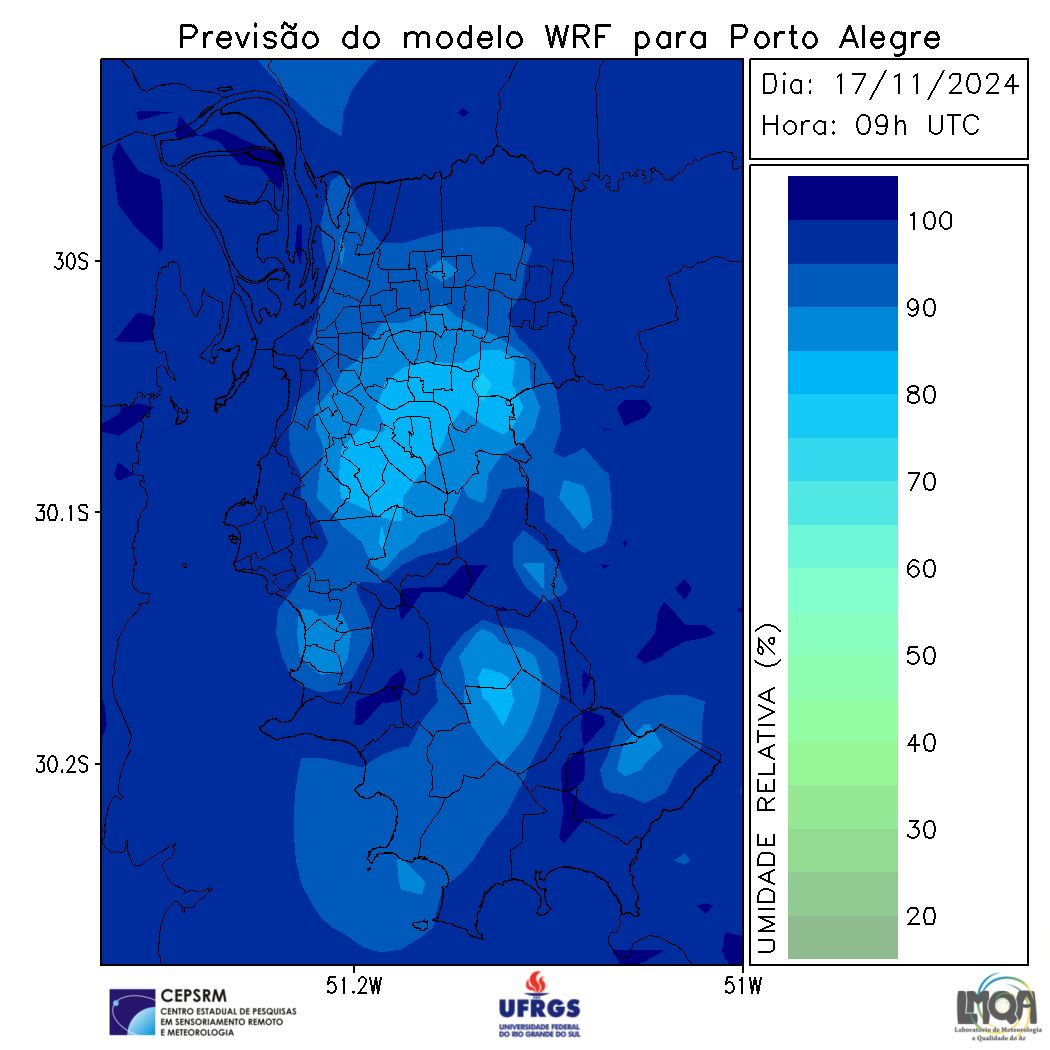 Previsão do modelo WRF para Porto Alegre
Dia: 17/11/2024
Hora: 09h UTC
100
90
80
70
60
50
40
30
20
UMIDADE RELATIVA (%)
30S
30.1S
30.2S
51.2W
51W
CEPSRM
CENTRO ESTADUAL DE PESQUISAS
EM SENSORIAMENTO REMOTO
E METEOROLOGIA
UFRGS
UNIVERSIDADE FEDERAL
DO RIO GRANDE DO SUL
LMQA
Laboratório de Meteorologia
e Qualidade do Ar